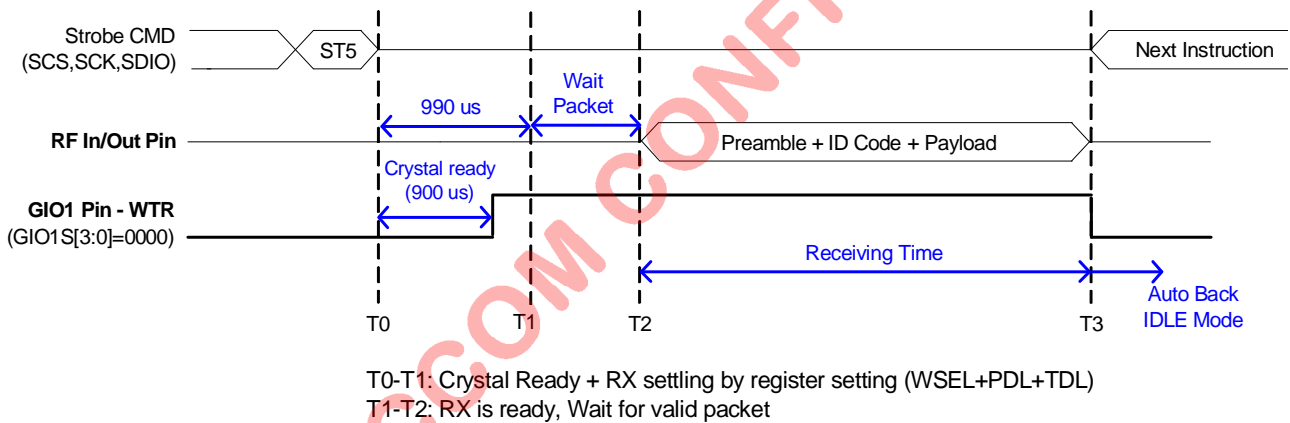 Strobe CMD
(SCS,SCK,SDIO)
ST5
Next Instruction
990 us
Wait
Packet
RF In/Out Pin
Preamble + ID Code + Payload
Crystal ready
(900 us)
GIO1 Pin - WTR
(GIO1S[3:0]=0000)
Receiving Time
Auto Back
IDLE Mode
T0
T1
T2
T3
T0-T1: Crystal Ready + RX settling by register setting (WSEL+PDL+TDL)
T1-T2: RX is ready, Wait for valid packet
CCOM CONF